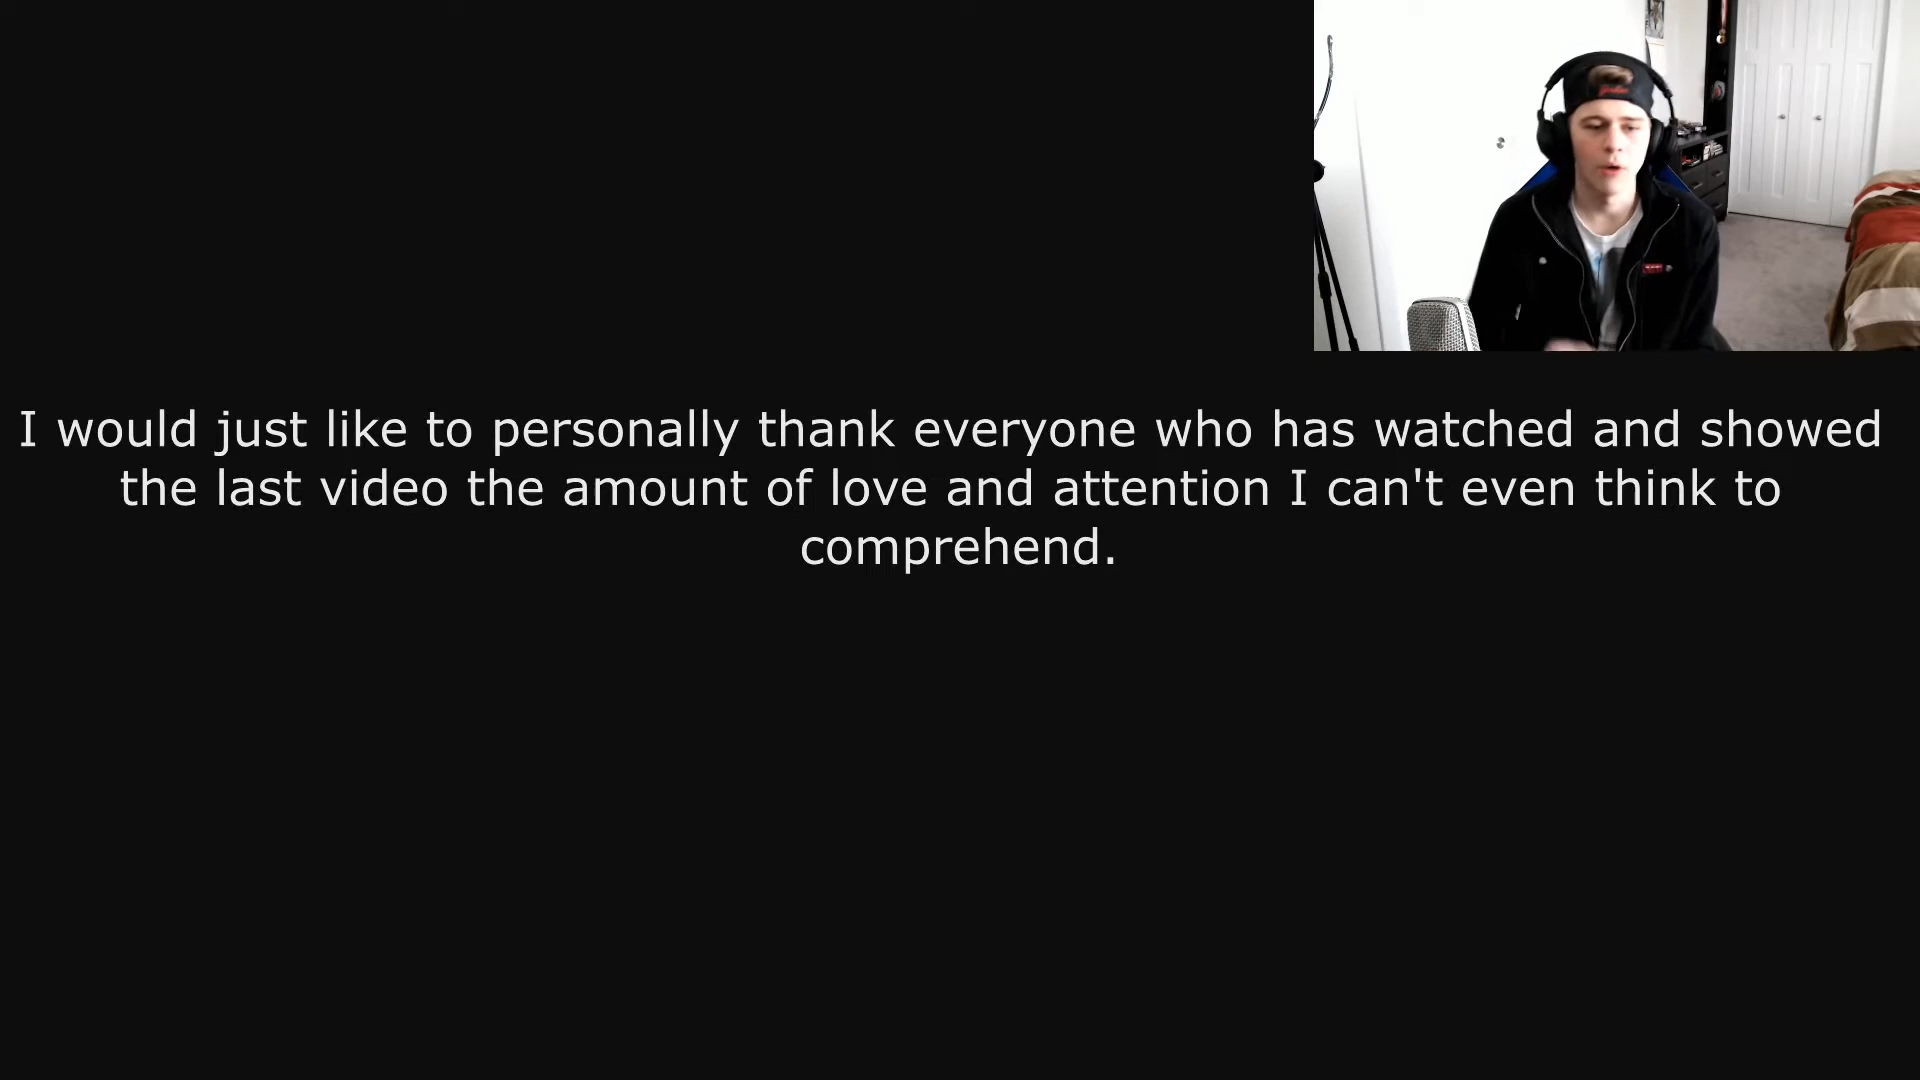 I would just like to personally thank everyone who has watched and showed
the last video the amount of love and attention I can't even think to
comprehend.